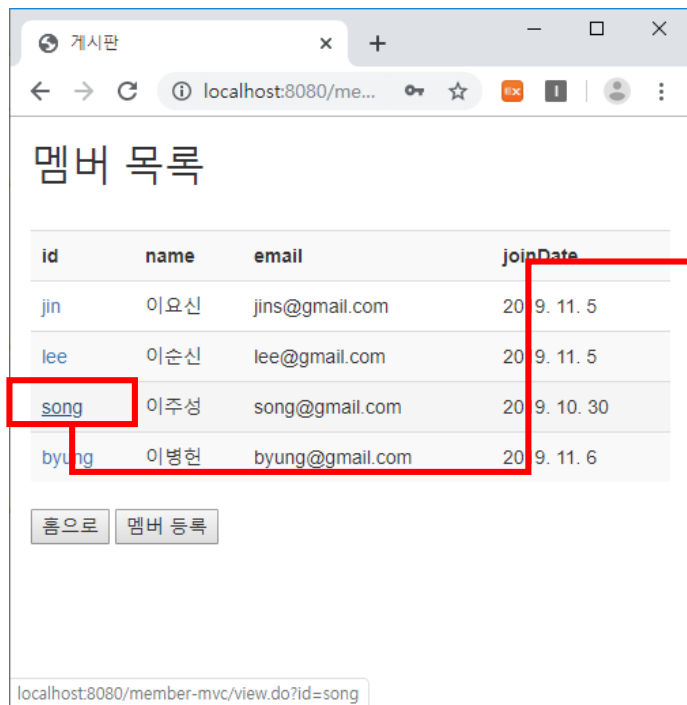 게시판
localhost:8080/me...
멤버 목록
id name email joinDate
jin 이요신 jins@gmail.com 2019. 11. 5
lee 이순신 lee@gmail.com 2019. 11. 5
song 이주성 song@gmail.com 2019. 10. 30
byung 이병헌 byung@gmail.com 2019. 11. 6
홈으로 멤버 등록
localhost:8080/member-mvc/view.do?id=song